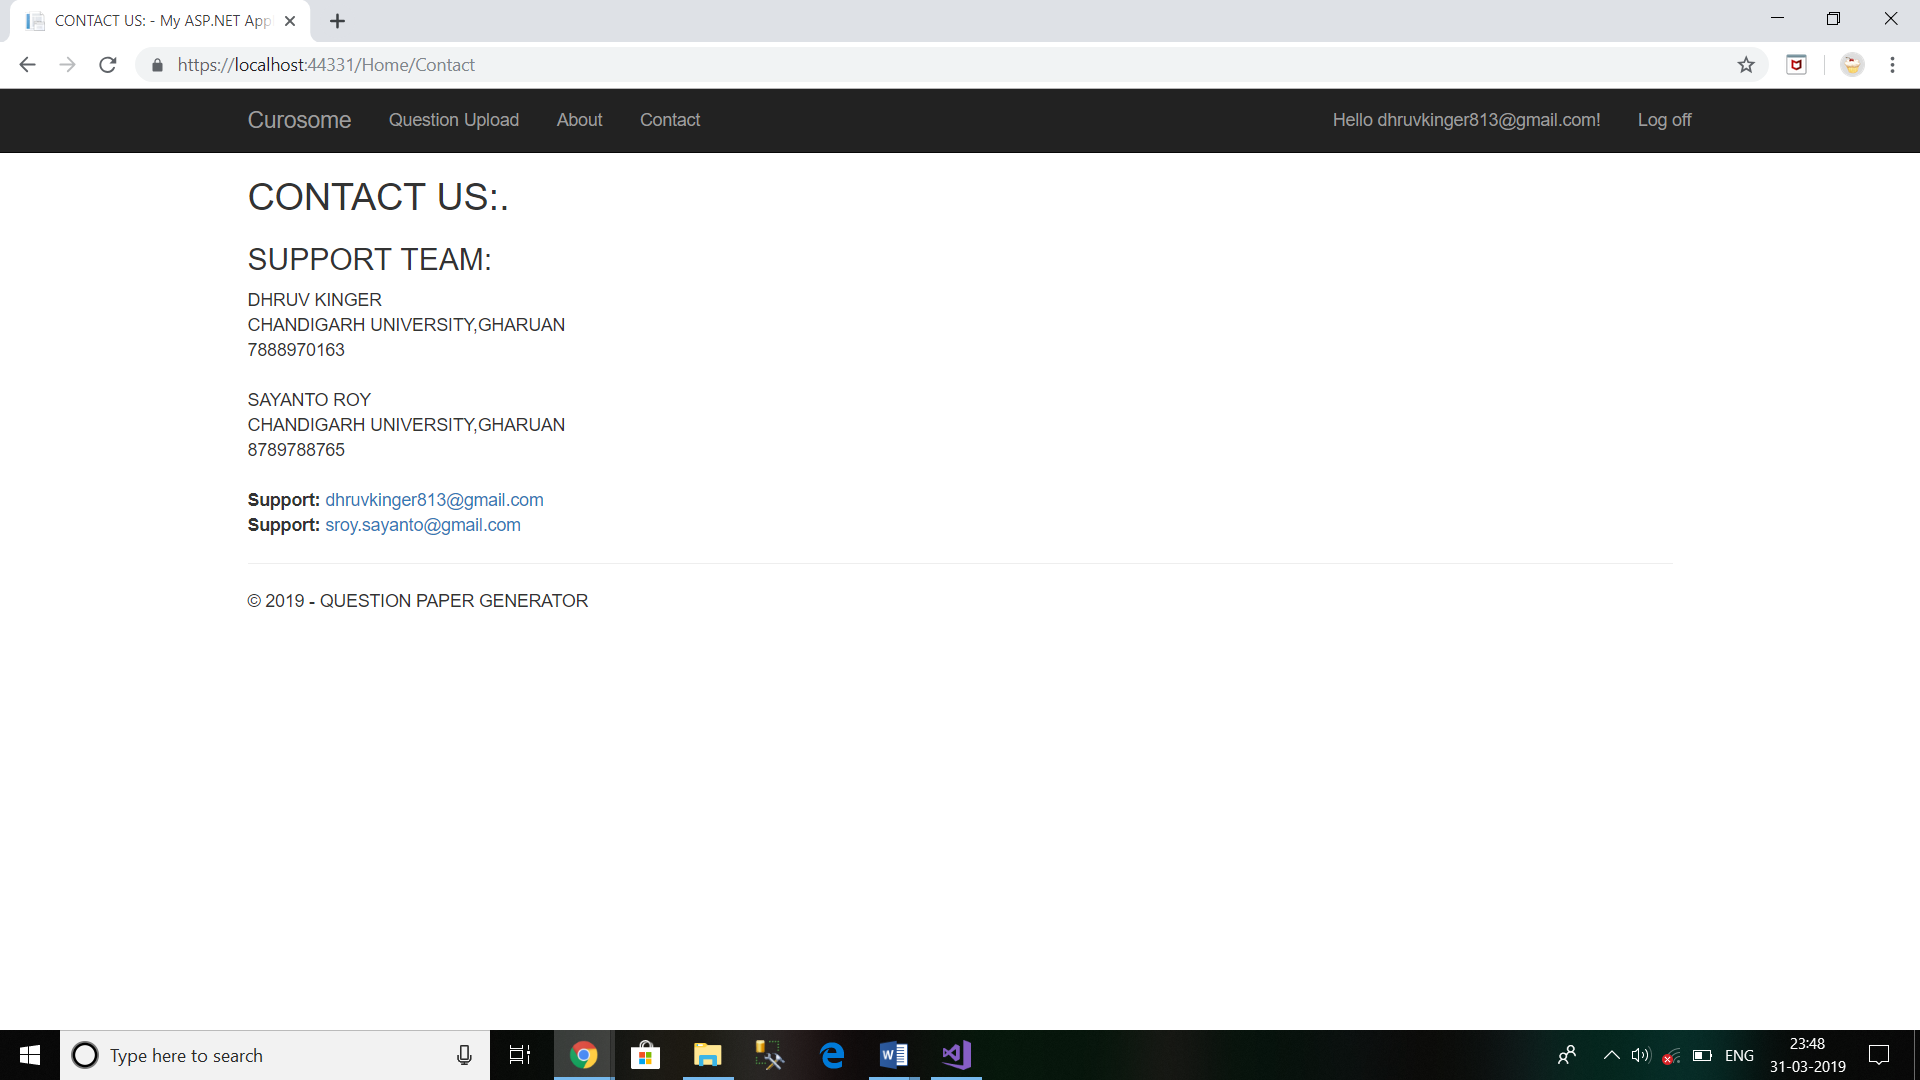 CONTACT US: - My ASP.NET App
https://localhost:44331/Home/Contact
Curosome Question Upload About Contact Hello dhruvkinger813@gmail.com! Log off
CONTACT US:.
SUPPORT TEAM:
DHRUV KINGER
CHANDIGARH UNIVERSITY,GHARUAN
7888970163
SAYANTO ROY
CHANDIGARH UNIVERSITY,GHARUAN
8789788765
Support: dhruvkinger813@gmail.com
Support: sroy.sayanto@gmail.com
© 2019 - QUESTION PAPER GENERATOR
Type here to search
ENG
23:48
31-03-2019